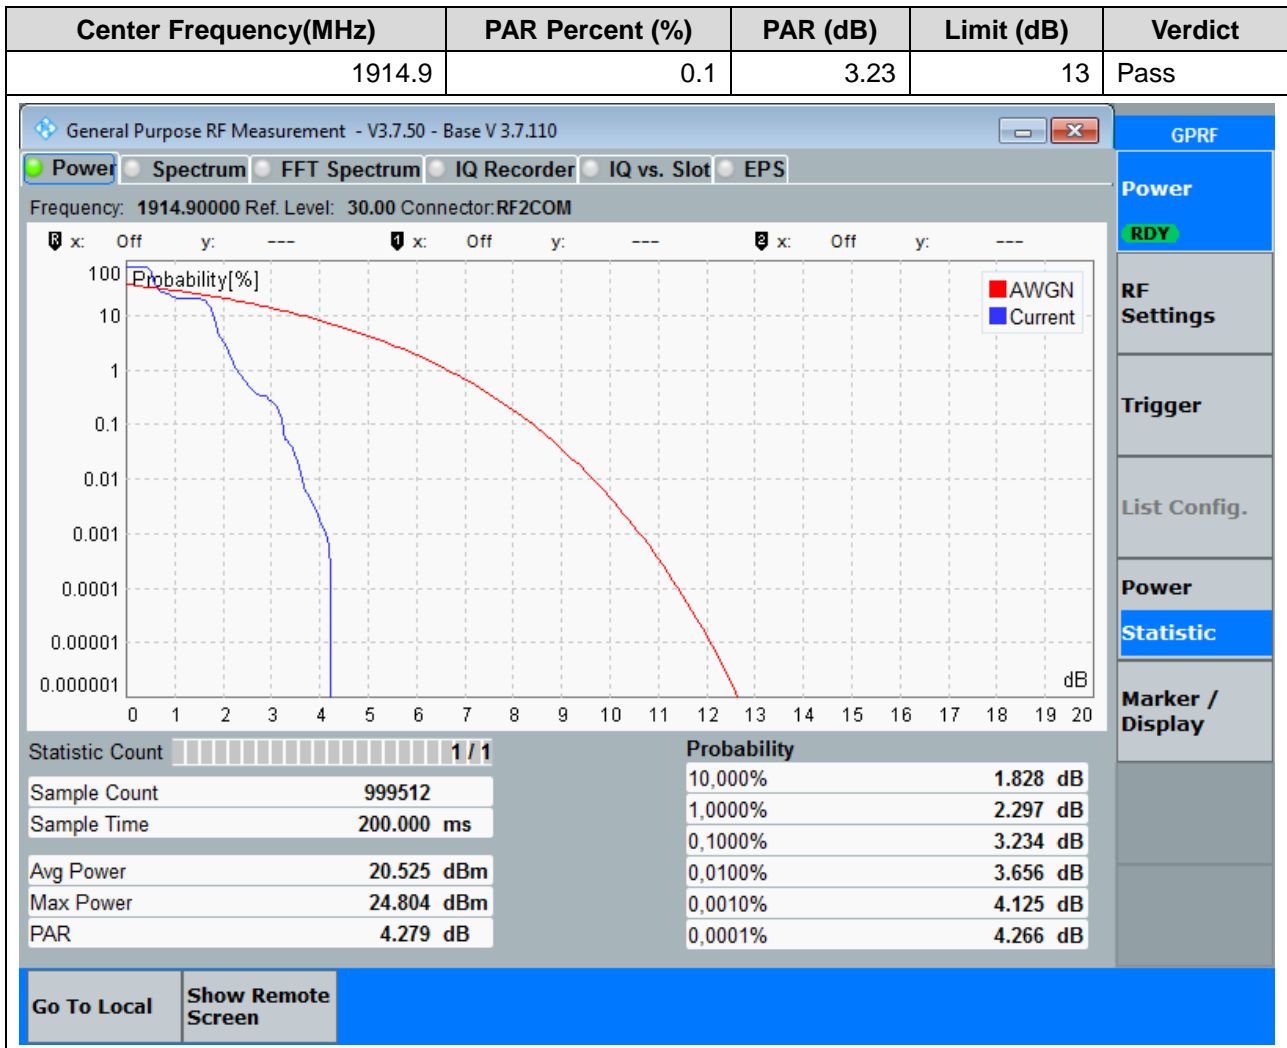 Center Frequency(MHz) PAR Percent (%) PAR (dB) Limit (dB) Verdict
1914.9 0.1 3.23 13 Pass
General Purpose RF Measurement - V3.7.50 - Base V 3.7.110
GPRF
Power Spectrum FFT Spectrum IQ Recorder IQ vs. Slot EPS
Frequency: 1914.90000 Ref. Level: 30.00 Connector:RF2COM
R x: Off y: --- 1 x: Off y: --- 2 x: Off y: ---
Probability[%]
AWGN
Current
100
10
1
0.1
0.01
0.001
0.0001
0.00001
0.000001
dB
0 1 2 3 4 5 6 7 8 9 10 11 12 13 14 15 16 17 18 19 20
Statistic Count 1 / 1
Sample Count 999512
Sample Time 200.000 ms
Avg Power 20.525 dBm
Max Power 24.804 dBm
PAR 4.279 dB
Probability
10,000% 1.828 dB
1,0000% 2.297 dB
0,1000% 3.234 dB
0,0100% 3.656 dB
0,0010% 4.125 dB
0,0001% 4.266 dB
Power
RDY
RF
Settings
Trigger
List Config.
Power
Statistic
Marker /
Display
Go To Local
Show Remote
Screen